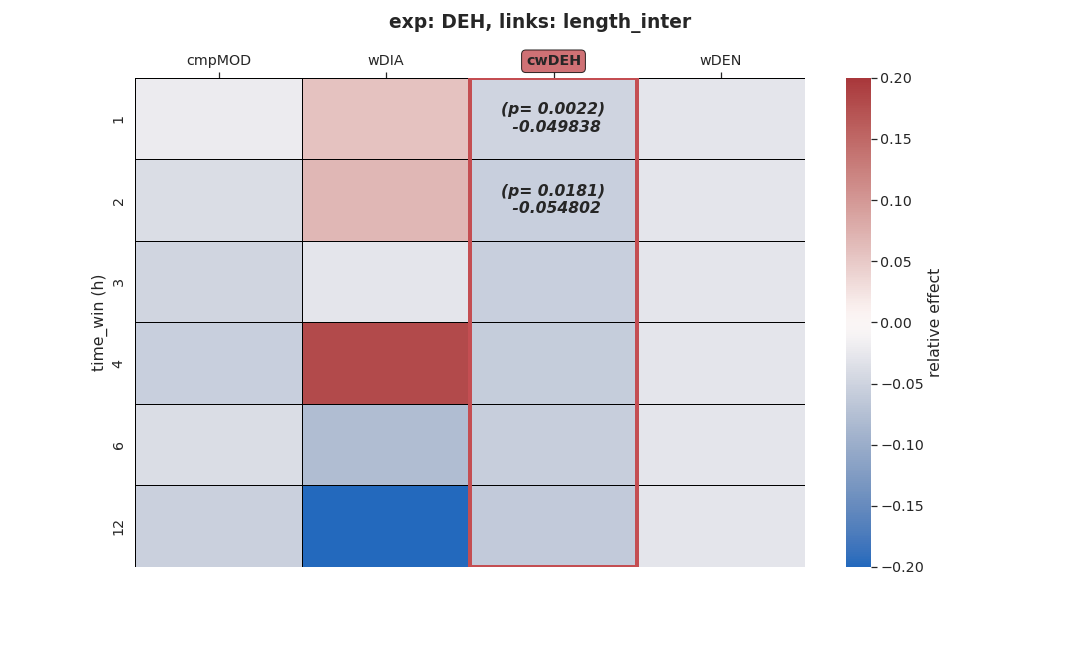 exp: DEH, links: length_inter
cmpMOD wDIA cwDEH wDEN
time_win (h)
1
(p= 0.0022)
-0.049838
2
(p= 0.0181)
-0.054802
3
4
6
12
0.20
0.15
0.10
0.05
0.00
−0.05
−0.10
−0.15
−0.20
relative effect